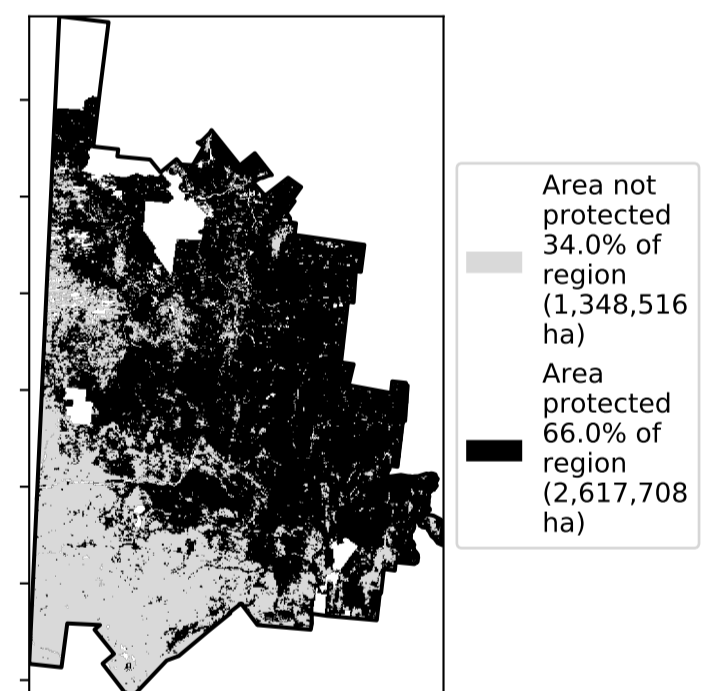 Area not
protected
34.0% of
region
(1,348,516
ha)
Area
protected
66.0% of
region
(2,617,708
ha)